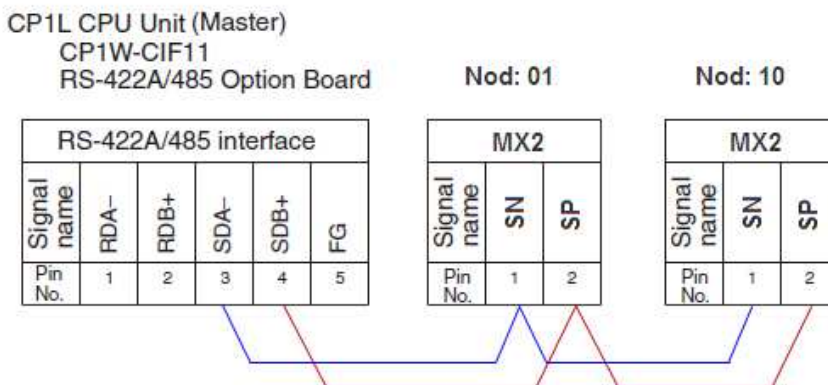 CP1L CPU Unit (Master)
CP1W-CIF11
RS-422A/485 Option Board
Nod: 01
Nod: 10
RS-422A/485 interface
Signal name
RDA–
RDB+
SDA–
SDB+
FG
Pin No.
1
2
3
4
5
MX2
Signal name
SN
SP
Pin No.
1
2
MX2
Signal name
SN
SP
Pin No.
1
2